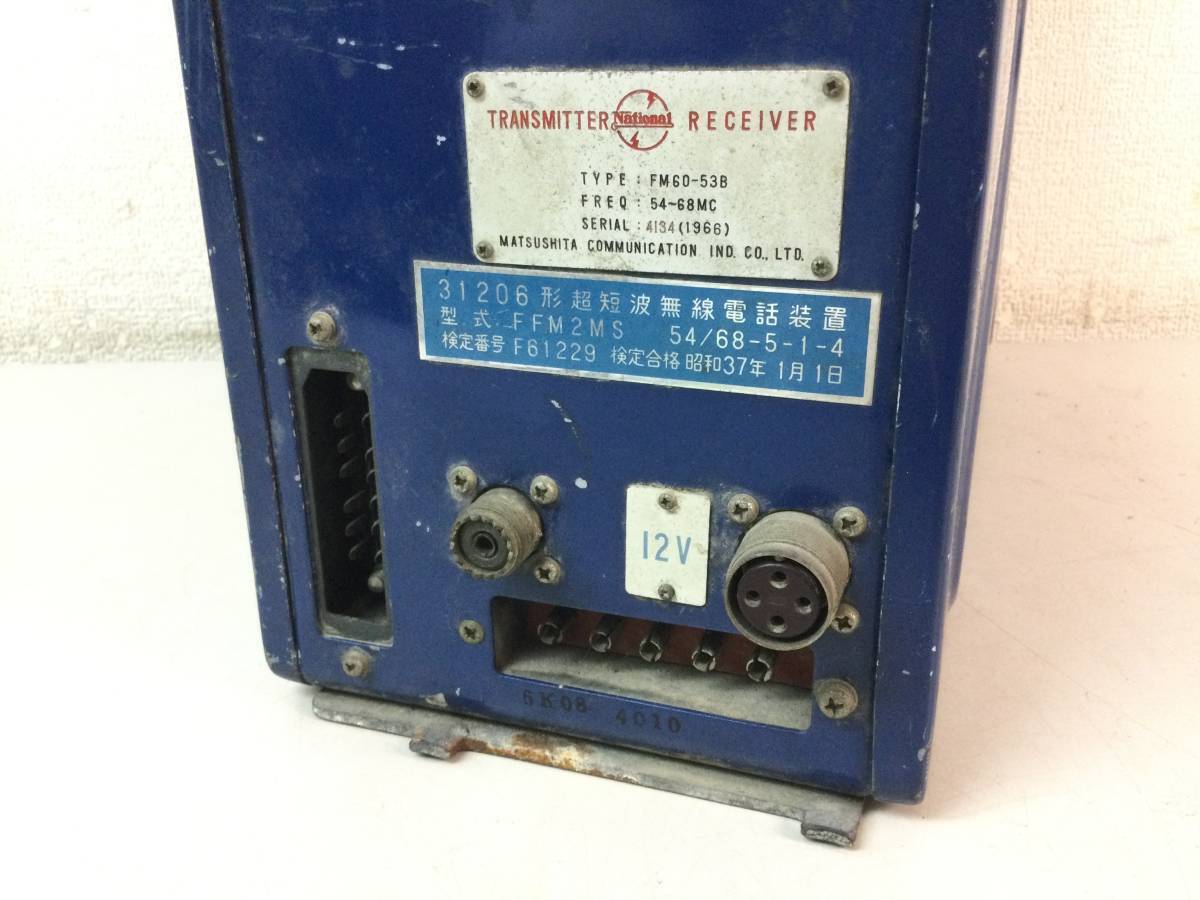 TRANSMITTER National RECEIVER
TYPE : FM60-53B
FREQ : 54~68MC
SERIAL : 4134(1966)
MATSUSHITA COMMUNICATION IND. CO., LTD.
31206形超短波無線電話装置
型式 FFM2MS 54/68-5-1-4
検定番号 F61229 検定合格 昭和37年 1月1日
12V
6K08 4010